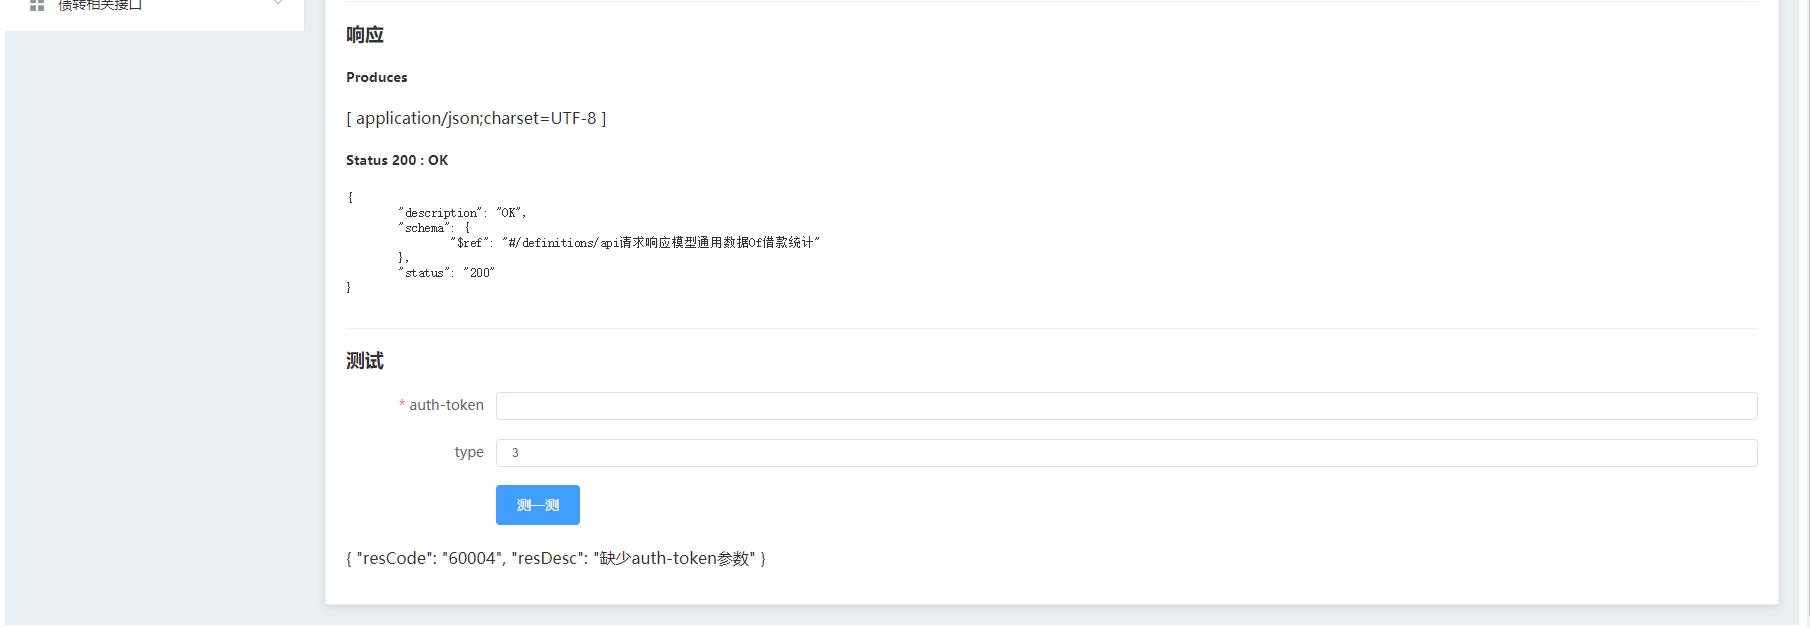 债转相关接口
响应
Produces
[ application/json;charset=UTF-8 ]
Status 200 : OK
{
"description": "OK",
"schema": {
"$ref": "#/definitions/api请求响应模型通用数据Of借款统计"
},
"status": "200"
}
测试
* auth-token
type 3
测一测
{ "resCode": "60004", "resDesc": "缺少auth-token参数" }